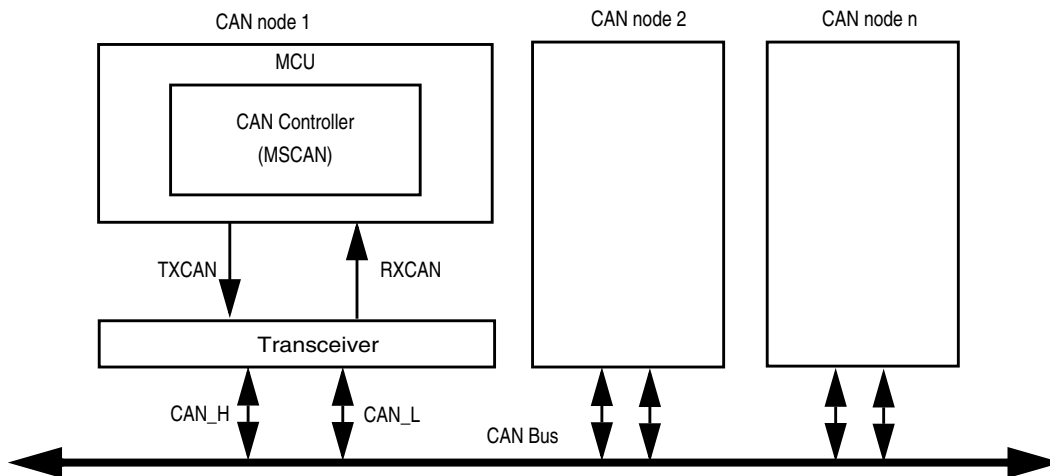 CAN node 1
CAN node 2
CAN node n
MCU
CAN Controller
(MSCAN)
TXCAN
RXCAN
Transceiver
CAN_H
CAN_L
CAN Bus